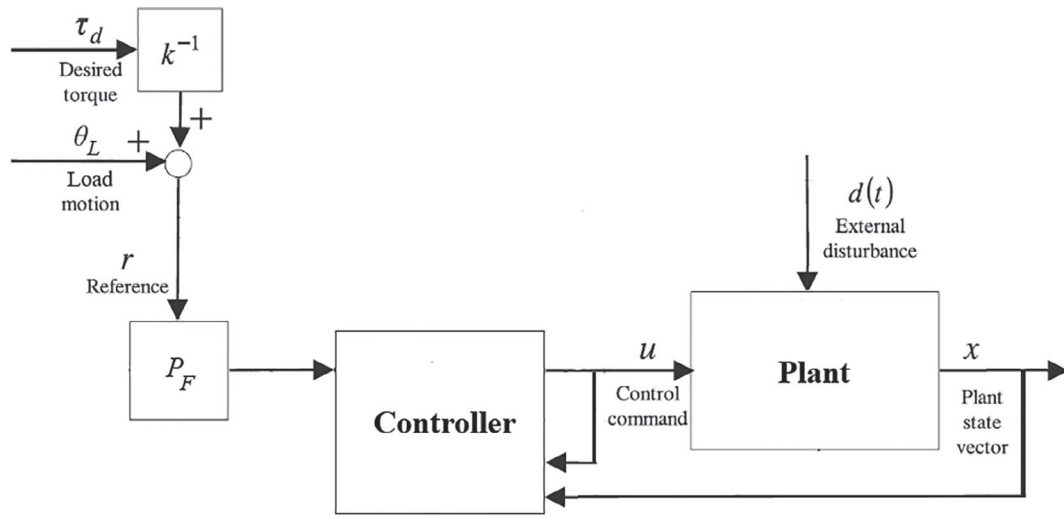 τ_d
Desired
torque
k⁻¹
+
θ_L
+
Load
motion
r
Reference
P_F
Controller
u
Control
command
d(t)
External
disturbance
Plant
x
Plant
state
vector